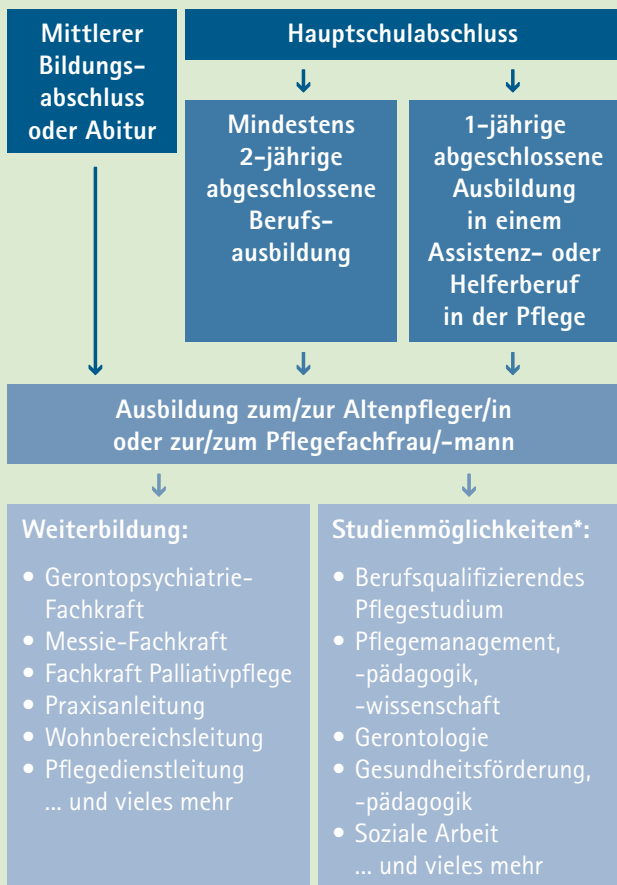 Mittlerer
Bildungs-
abschluss
oder Abitur
Hauptschulabschluss
Mindestens
2-jährige
abgeschlossene
Berufs-
ausbildung
1-jährige
abgeschlossene
Ausbildung
in einem
Assistenz- oder
Helferberuf
in der Pflege
Ausbildung zum/zur Altenpfleger/in
oder zur/zum Pflegefachfrau/-mann
Weiterbildung:
• Gerontopsychiatrie-
Fachkraft
• Messie-Fachkraft
• Fachkraft Palliativpflege
• Praxisanleitung
• Wohnbereichsleitung
• Pflegedienstleitung
... und vieles mehr
Studienmöglichkeiten*:
• Berufsqualifizierendes
Pflegestudium
• Pflegemanagement,
-pädagogik,
-wissenschaft
• Gerontologie
• Gesundheitsförderung,
-pädagogik
• Soziale Arbeit
... und vieles mehr